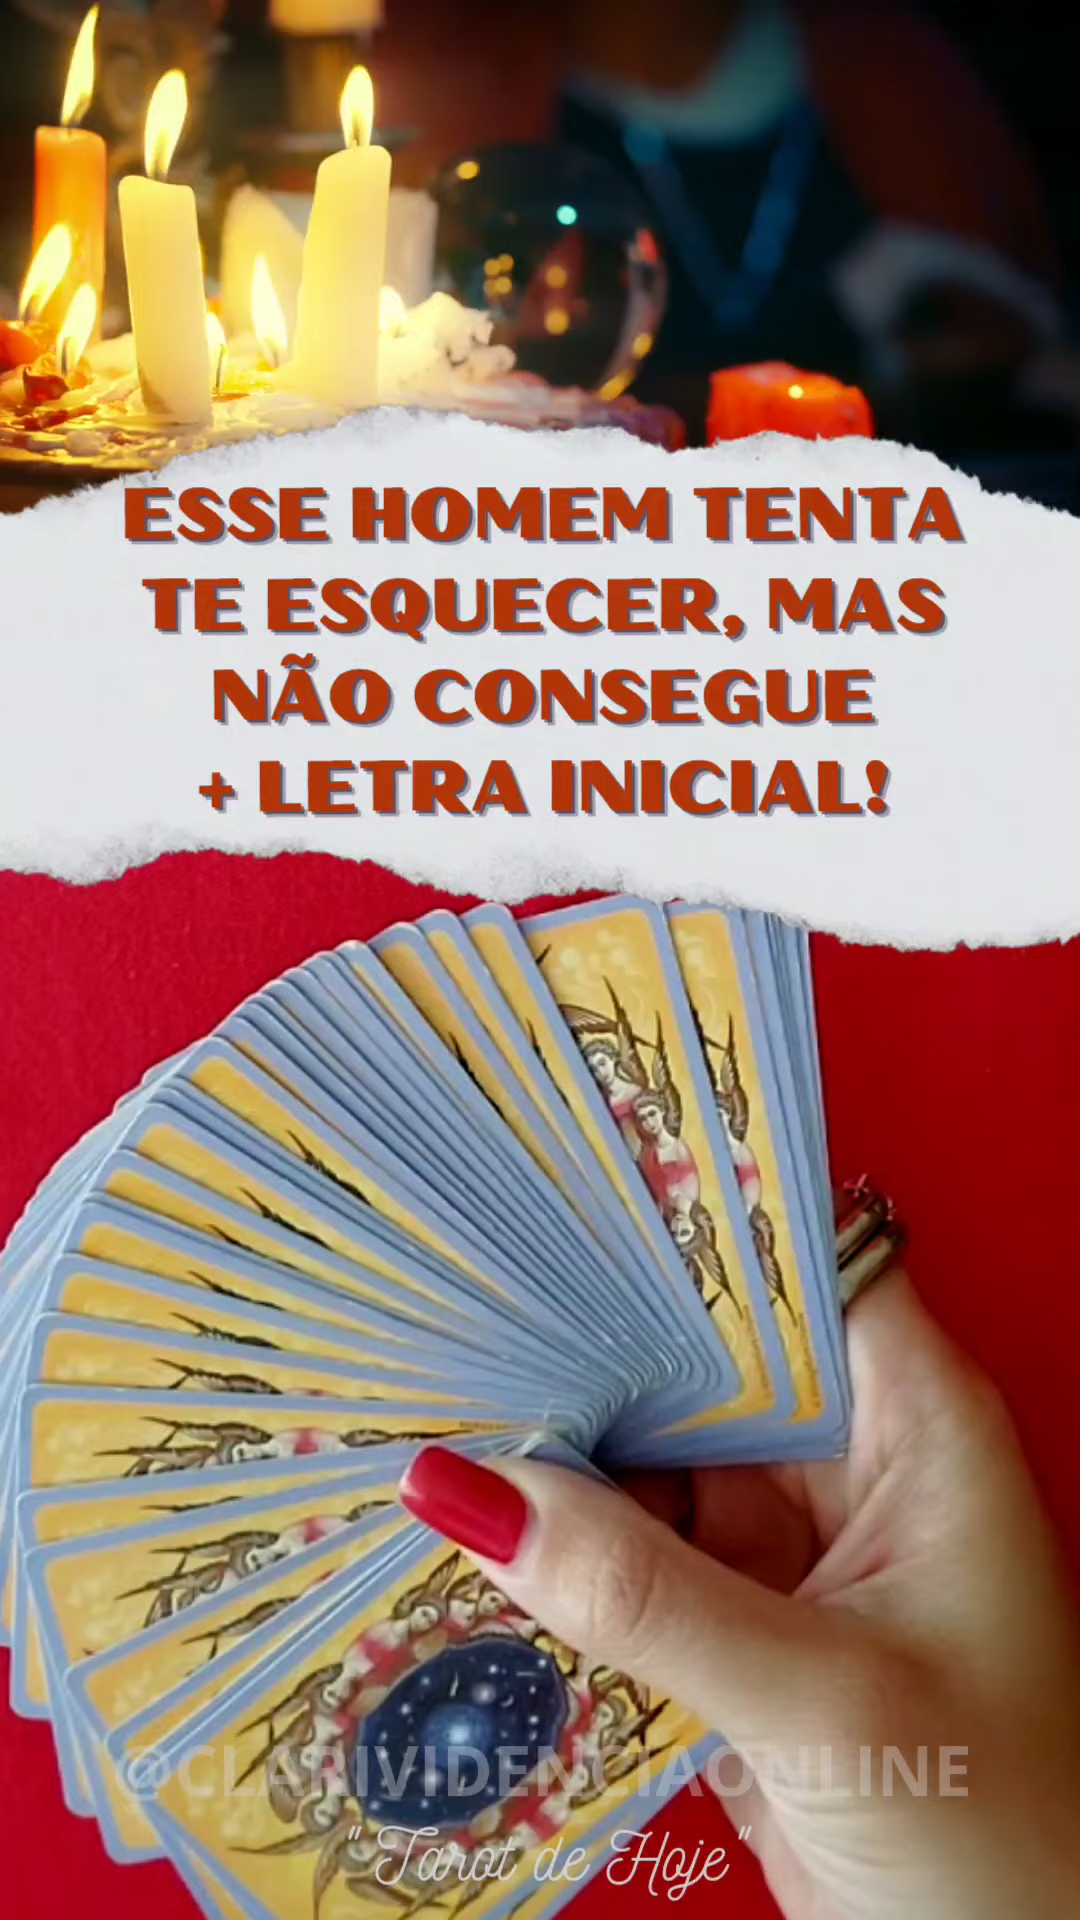 ESSE HOMEM TENTA
TE ESQUECER, MAS
NÃO CONSEGUE
+ LETRA INICIAL!
@CLARIVIDENCIAONLINE
"Tarot de Hoje"